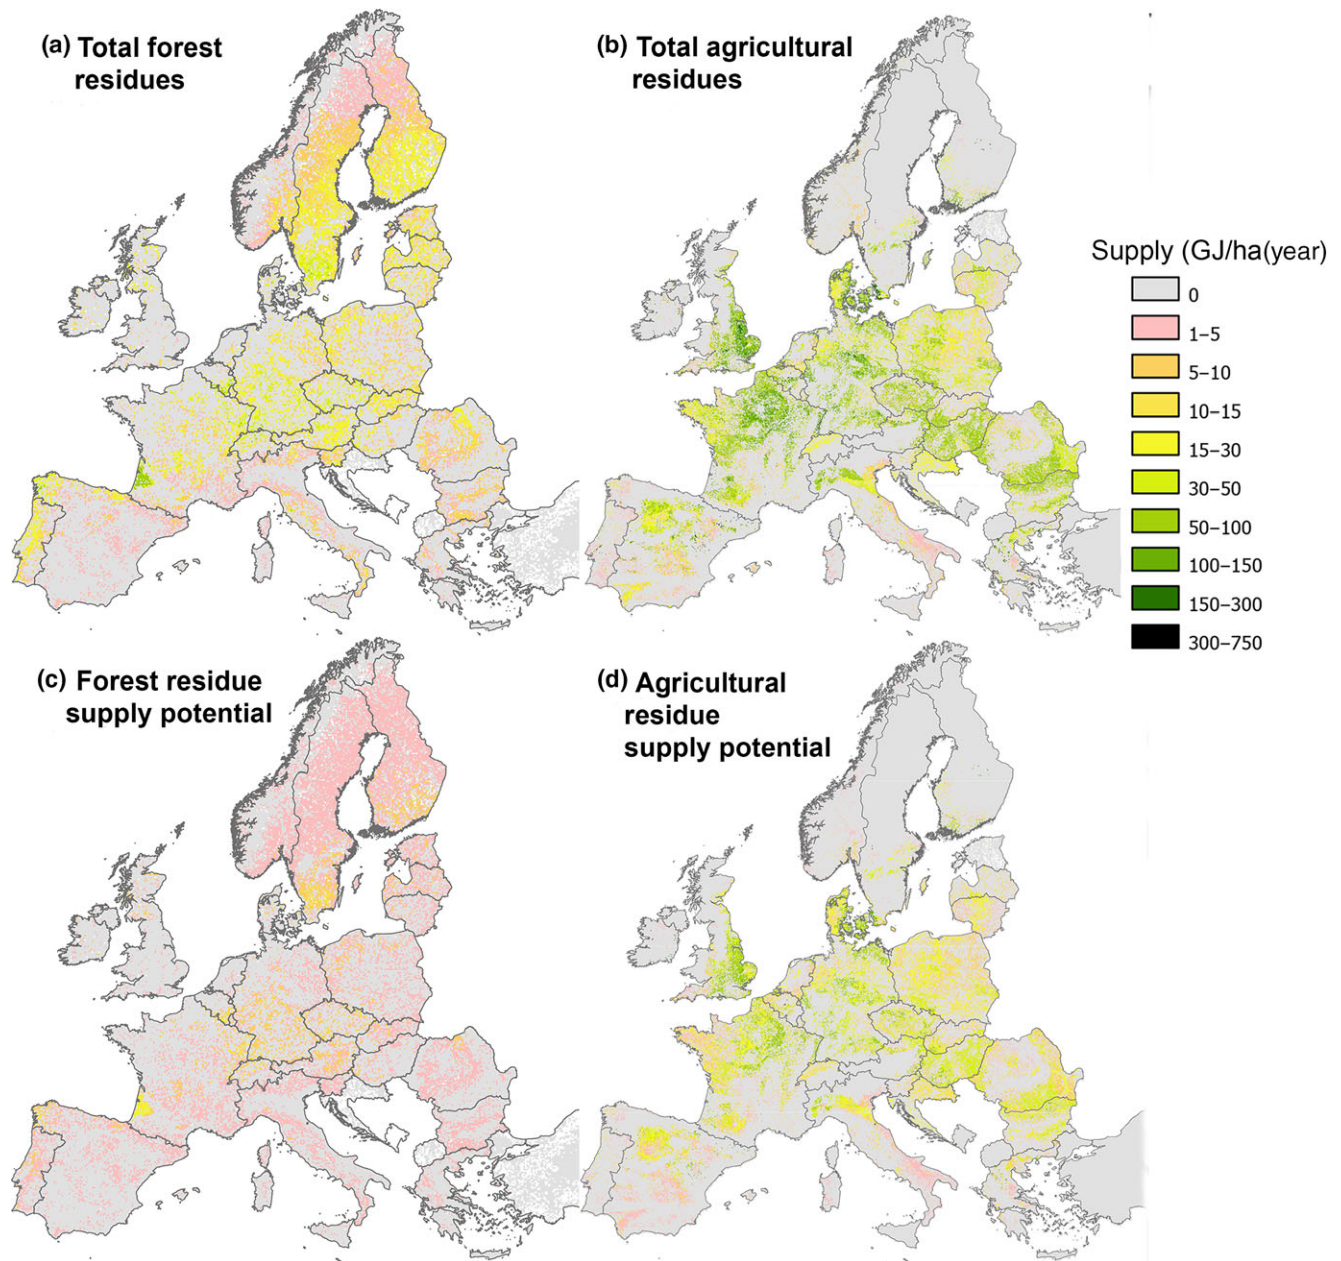 (a) Total forest
residues
(b) Total agricultural
residues
Supply (GJ/ha(year)
0
1–5
5–10
10–15
15–30
30–50
50–100
100–150
150–300
300–750
(c) Forest residue
supply potential
(d) Agricultural
residue
supply potential